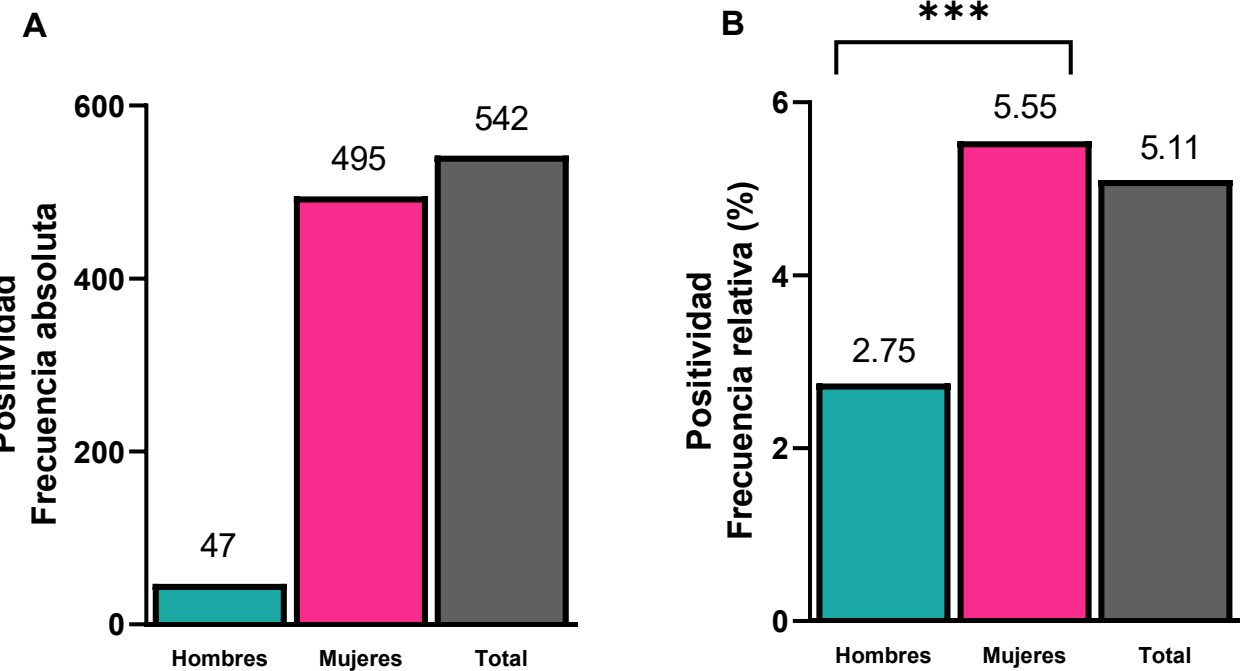 A
Positividad
Frecuencia absoluta
600
400
200
0
47
495
542
Hombres
Mujeres
Total
B
***
Positividad
Frecuencia relativa (%)
6
4
2
0
2.75
5.55
5.11
Hombres
Mujeres
Total